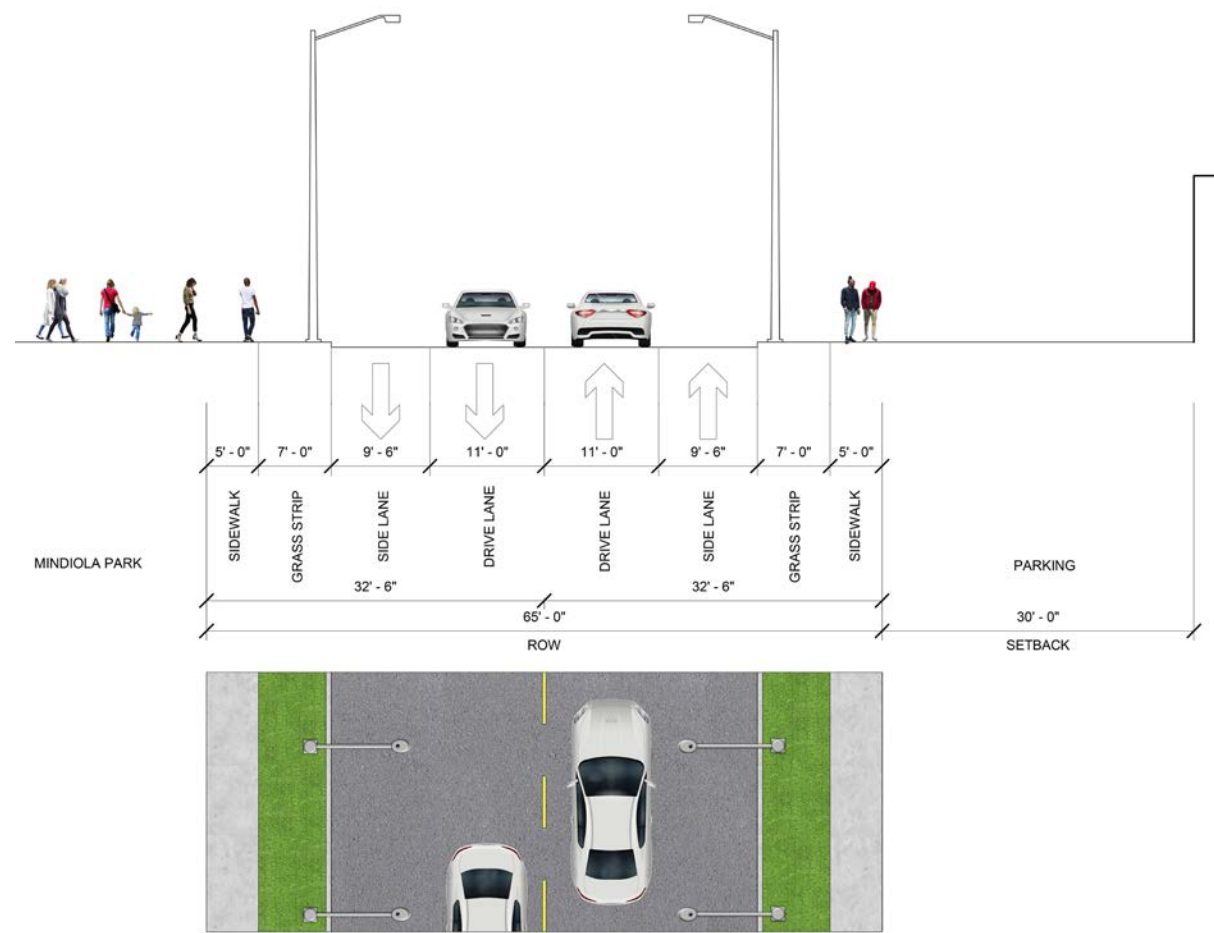 5' - 0"
7' - 0"
9' - 6"
11' - 0"
11' - 0"
9' - 6"
7' - 0"
5' - 0"
SIDEWALK
GRASS STRIP
SIDE LANE
DRIVE LANE
DRIVE LANE
SIDE LANE
GRASS STRIP
SIDEWALK
MINDIOLA PARK
PARKING
32' - 6"
32' - 6"
65' - 0"
30' - 0"
ROW
SETBACK